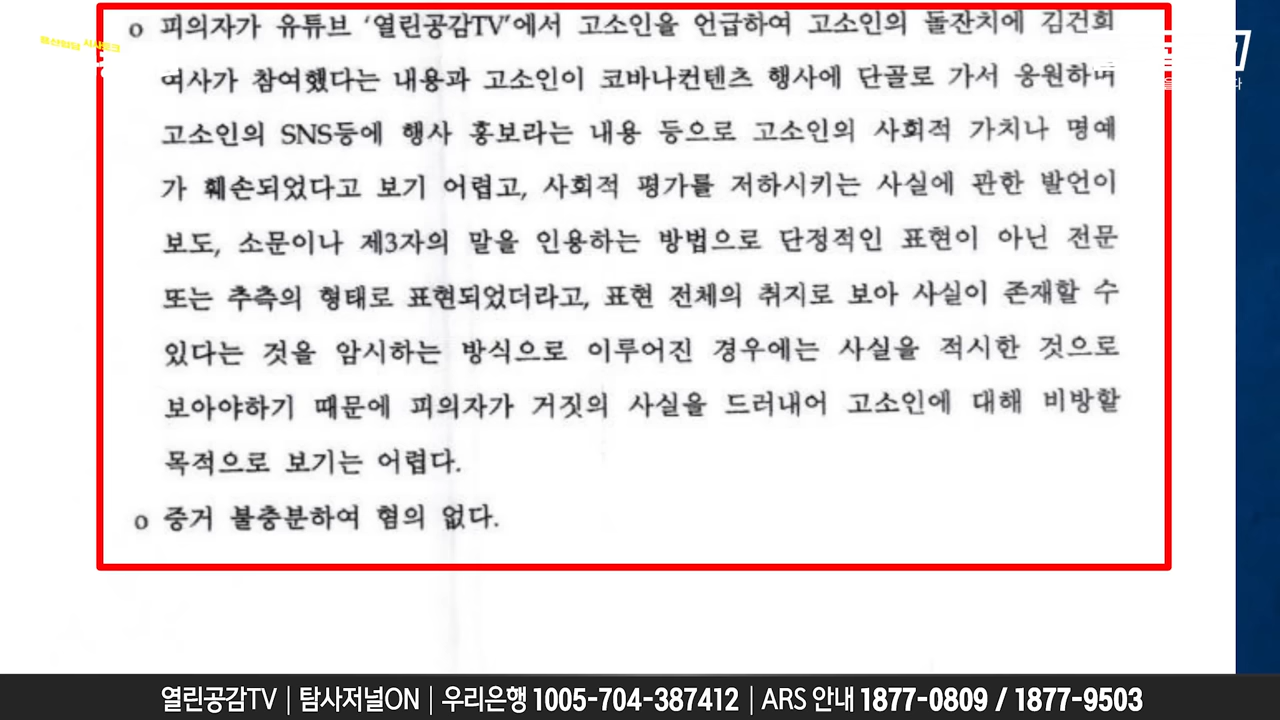 o 피의자가 유튜브 '열린공감TV'에서 고소인을 언급하여 고소인의 돌잔치에 김건희
여사가 참여했다는 내용과 고소인이 코바나컨텐츠 행사에 단골로 가서 응원하며
고소인의 SNS등에 행사 홍보라는 내용 등으로 고소인의 사회적 가치나 명예
가 훼손되었다고 보기 어렵고, 사회적 평가를 저하시키는 사실에 관한 발언이
보도, 소문이나 제3자의 말을 인용하는 방법으로 단정적인 표현이 아닌 전문
또는 추측의 형태로 표현되었더라고, 표현 전체의 취지로 보아 사실이 존재할 수
있다는 것을 암시하는 방식으로 이루어진 경우에는 사실을 적시한 것으로
보아야하기 때문에 피의자가 거짓의 사실을 드러내어 고소인에 대해 비방할
목적으로 보기는 어렵다.
o 증거 불충분하여 혐의 없다.
열린공감TV | 탐사저널ON | 우리은행 1005-704-387412 | ARS 안내 1877-0809 / 1877-9503